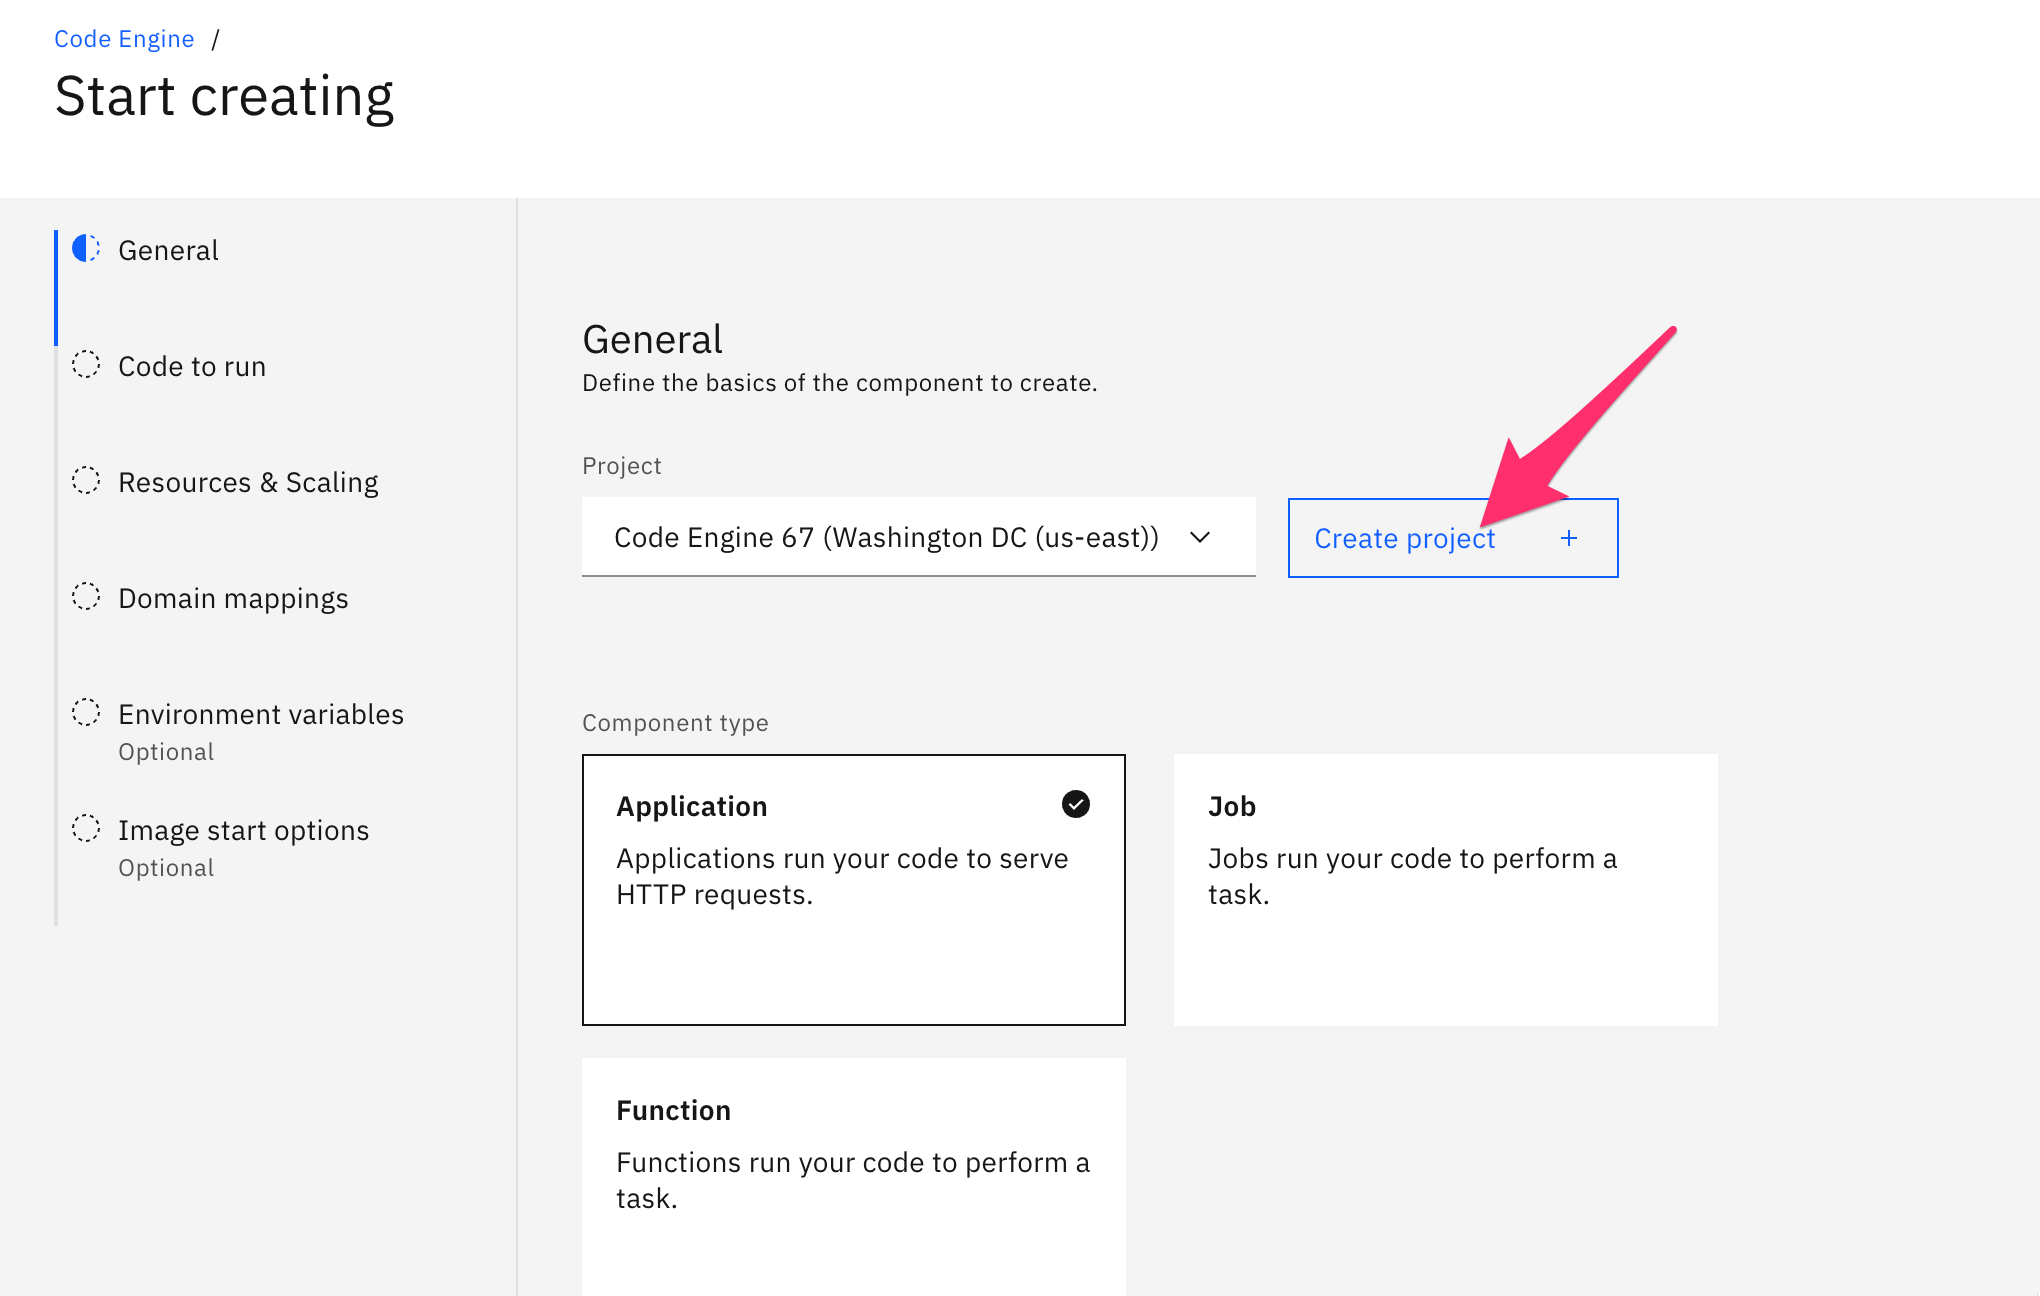 Code Engine /
Start creating
General
Code to run
Resources & Scaling
Domain mappings
Environment variables
Optional
Image start options
Optional
General
Define the basics of the component to create.
Project
Code Engine 67 (Washington DC (us-east))
Create project +
Component type
Application
Applications run your code to serve
HTTP requests.
Job
Jobs run your code to perform a
task.
Function
Functions run your code to perform a
task.